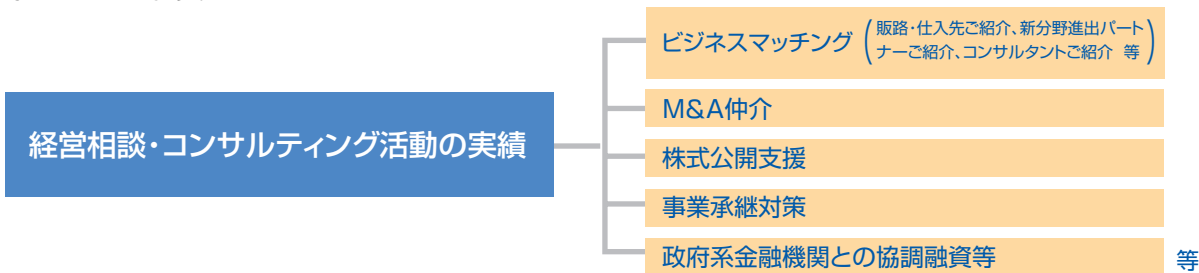 経営相談・コンサルティング活動の実績
ビジネスマッチング(販路・仕入先ご紹介、新分野進出パート
ナーご紹介、コンサルタントご紹介 等)
M&A仲介
株式公開支援
事業承継対策
政府系金融機関との協調融資等
等